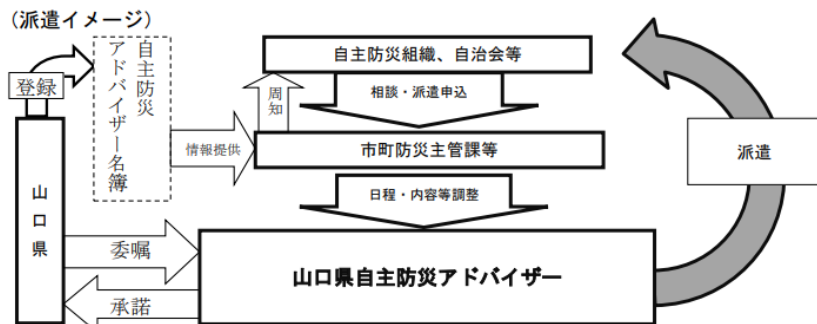 （派遣イメージ）
登録
自主防災
アドバイザー名簿
自主防災組織、自治会等
周知
相談・派遣申込
情報提供
市町防災主管課等
派遣
日程・内容等調整
山口県
委嘱
山口県自主防災アドバイザー
承諾